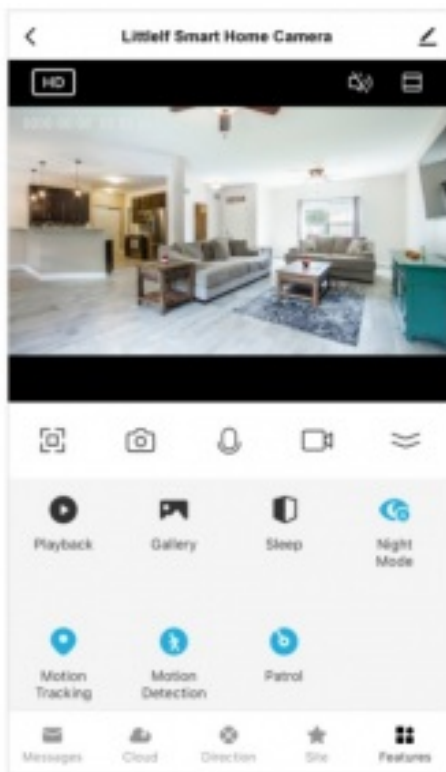 Littlelf Smart Home Camera
HD
Playback
Gallery
Sleep
Night
Mode
Motion
Tracking
Motion
Detection
Patrol
Messages
Cloud
Direction
Site
Features